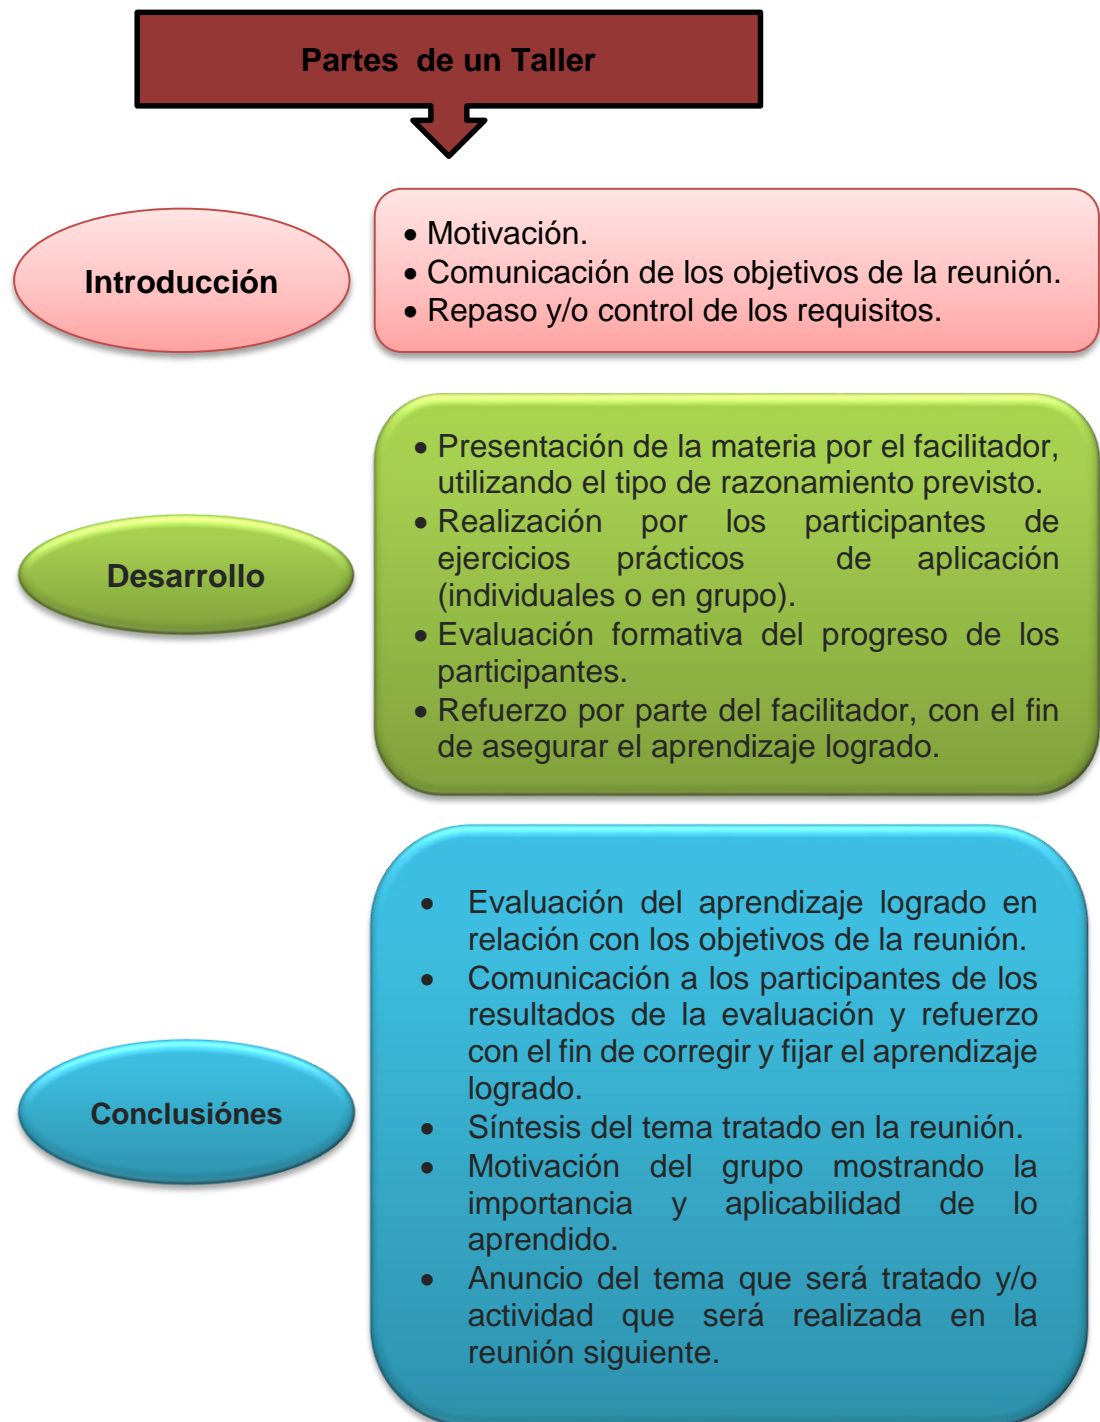 Partes de un Taller
Introducción
• Motivación.
• Comunicación de los objetivos de la reunión.
• Repaso y/o control de los requisitos.
Desarrollo
• Presentación de la materia por el facilitador,
utilizando el tipo de razonamiento previsto.
• Realización por los participantes de
ejercicios prácticos de aplicación
(individuales o en grupo).
• Evaluación formativa del progreso de los
participantes.
• Refuerzo por parte del facilitador, con el fin
de asegurar el aprendizaje logrado.
Conclusiónes
• Evaluación del aprendizaje logrado en
relación con los objetivos de la reunión.
• Comunicación a los participantes de los
resultados de la evaluación y refuerzo
con el fin de corregir y fijar el aprendizaje
logrado.
• Síntesis del tema tratado en la reunión.
• Motivación del grupo mostrando la
importancia y aplicabilidad de lo
aprendido.
• Anuncio del tema que será tratado y/o
actividad que será realizada en la
reunión siguiente.